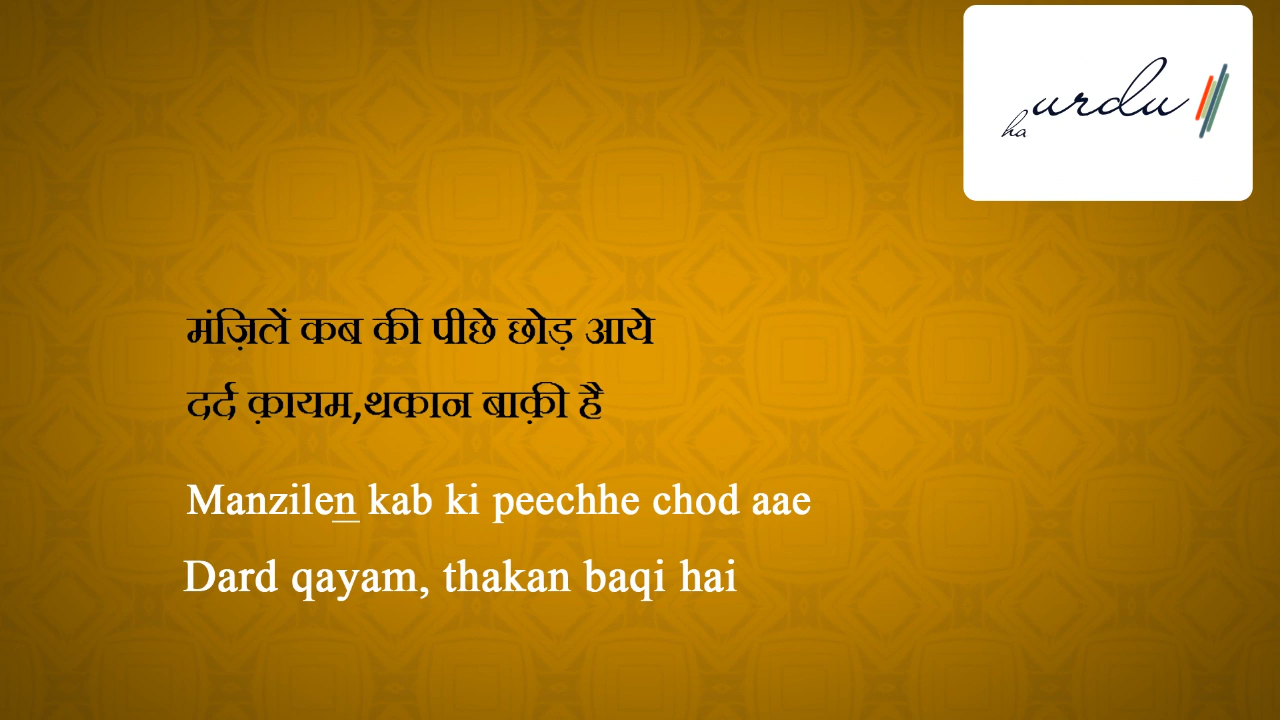 ha urdu
मंज़िलें कब की पीछे छोड़ आये
दर्द क़ायम,थकान बाक़ी है
Manzilen kab ki peechhe chod aae
Dard qayam, thakan baqi hai